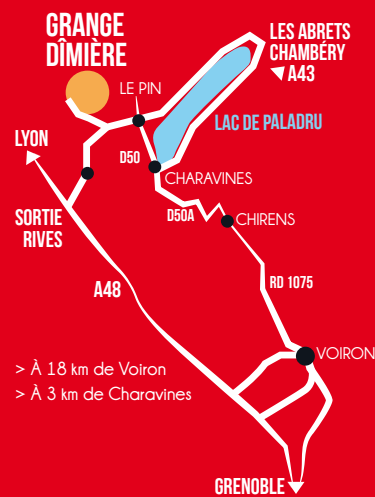 GRANGE
DÎMIÈRE
LES ABRETS
CHAMBÉRY
A43
LE PIN
LAC DE PALADRU
LYON
D50
CHARAVINES
D50A
CHIRENS
SORTIE
RIVES
A48
RD 1075
VOIRON
> À 18 km de Voiron
> À 3 km de Charavines
GRENOBLE